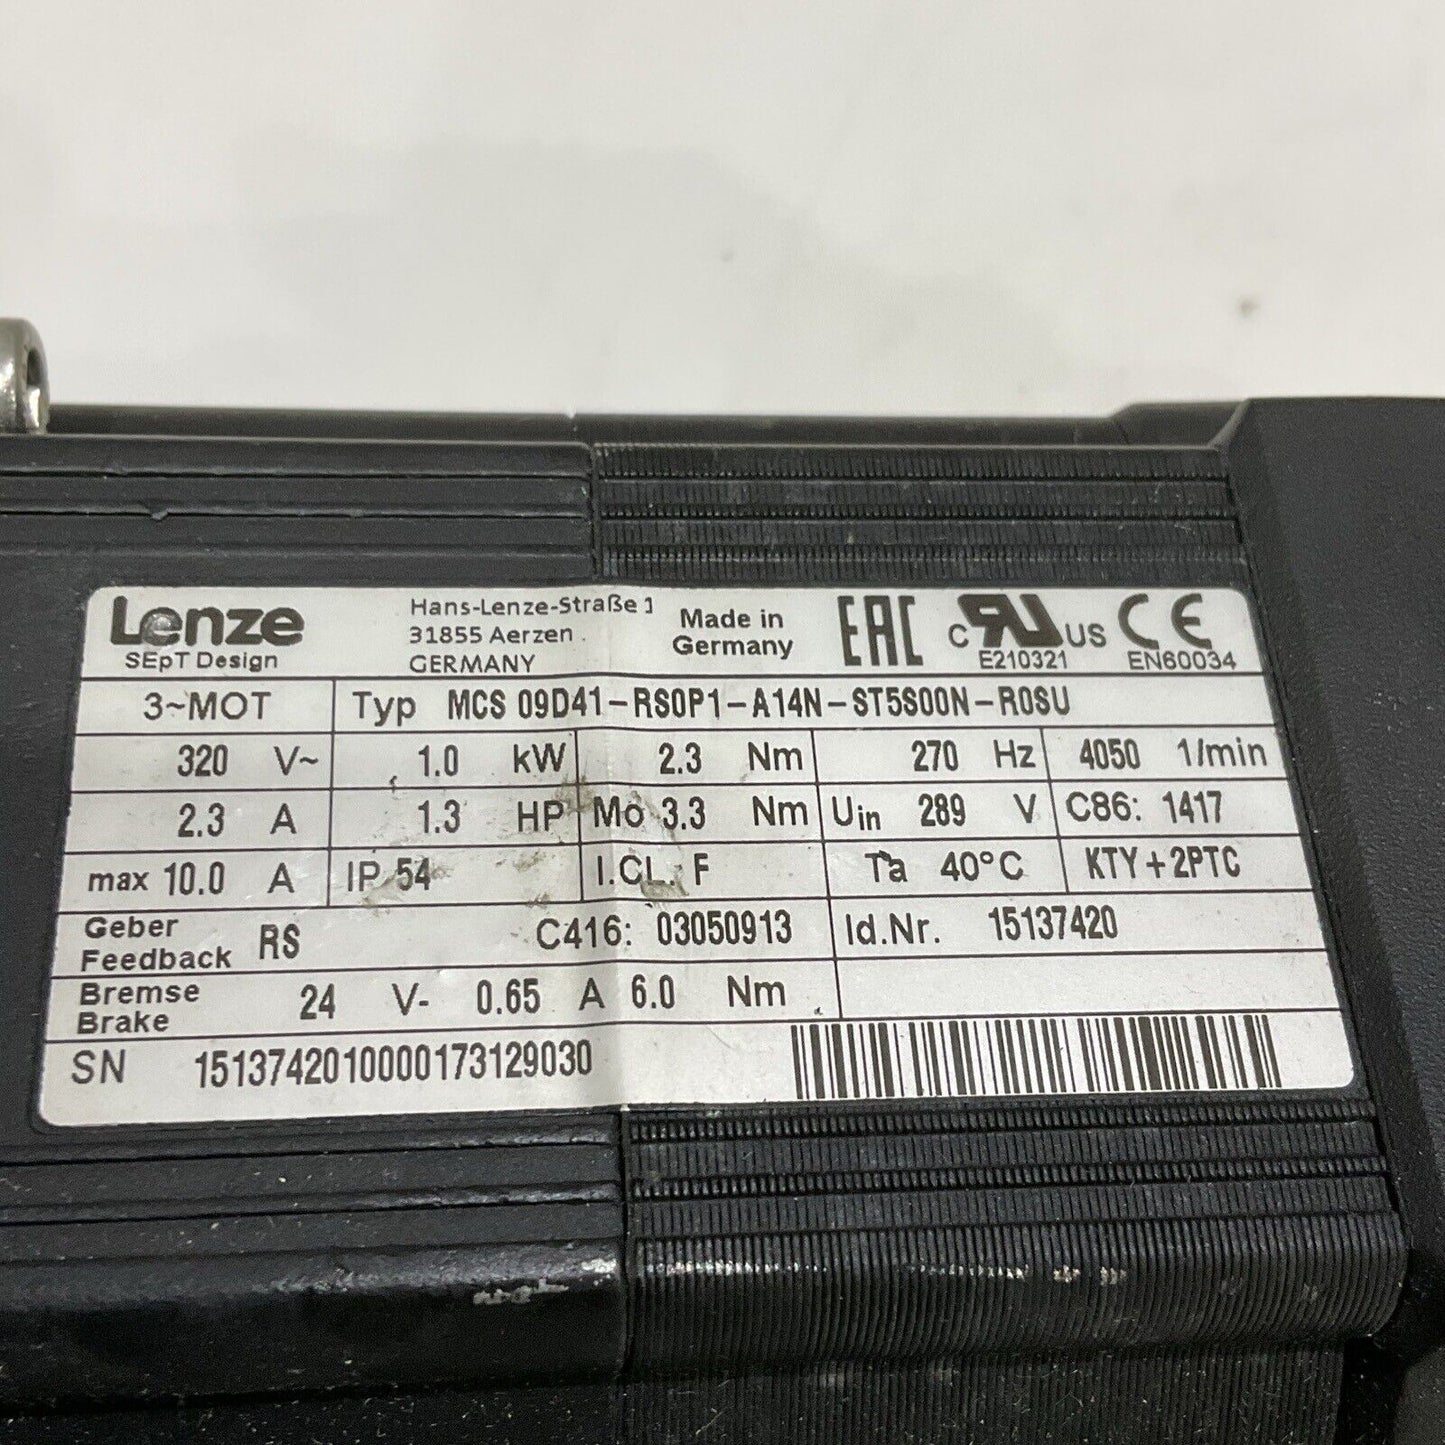 Lenze
SEpT Design
Hans-Lenze-Straße 1
31855 Aerzen
GERMANY
Made in
Germany
EAC
C RU US
E210321
CE
EN60034
3~MOT Typ MCS 09D41-RS0P1-A14N-ST5S00N-R0SU
320 V~ 1.0 kW 2.3 Nm 270 Hz 4050 1/min
2.3 A 1.3 HP Mo 3.3 Nm Uin 289 V C86: 1417
max 10.0 A IP 54 I.CL. F Ta 40°C KTY+2PTC
Geber
Feedback RS C416: 03050913 Id.Nr. 15137420
Bremse
Brake 24 V- 0.65 A 6.0 Nm
SN 1513742010000173129030